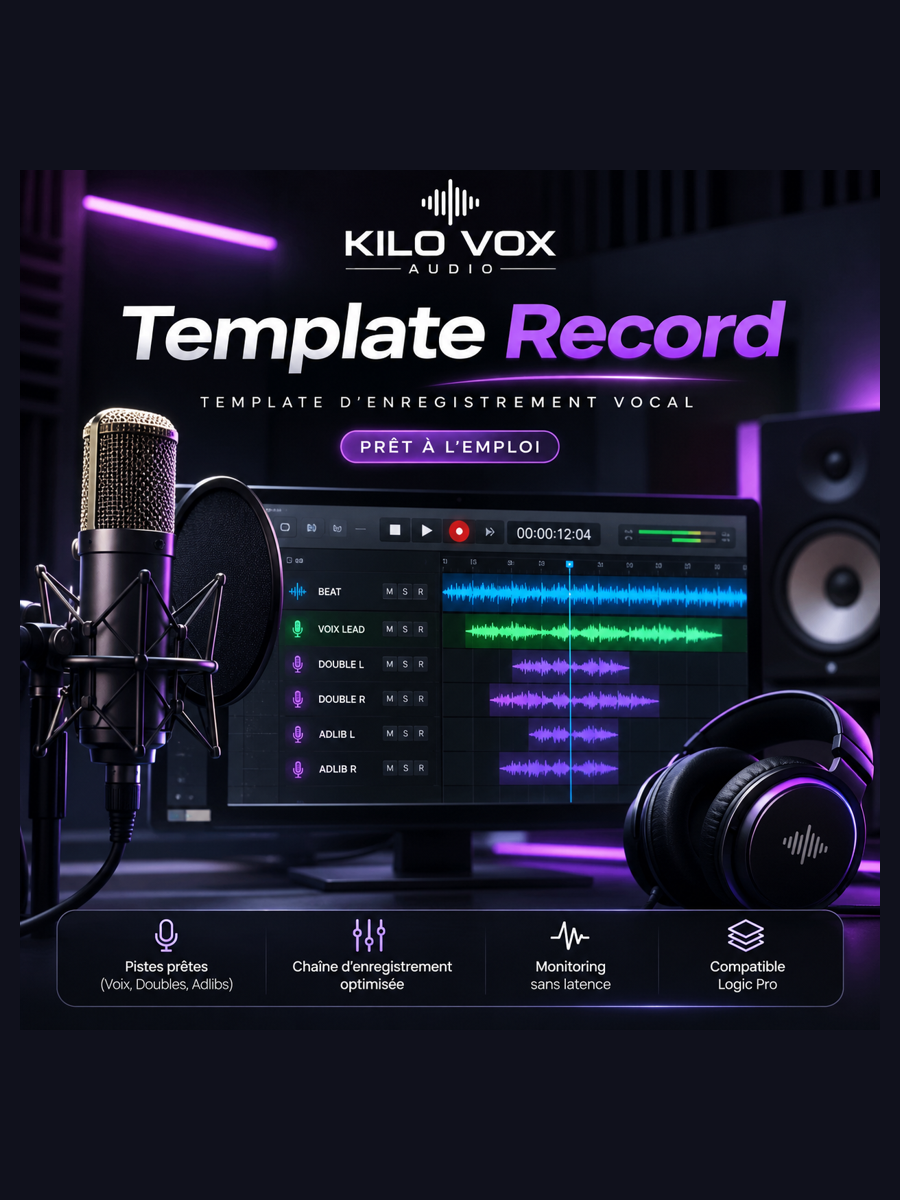 KILO VOX
AUDIO
Template Record
TEMPLATE D'ENREGISTREMENT VOCAL
PRÊT À L'EMPLOI
00:00:12:04
BEAT M S R
VOIX LEAD M S R
DOUBLE L M S R
DOUBLE R M S R
ADLIB L M S R
ADLIB R M S R
Pistes prêtes
(Voix, Doubles, Adlibs)
Chaîne d'enregistrement
optimisée
Monitoring
sans latence
Compatible
Logic Pro